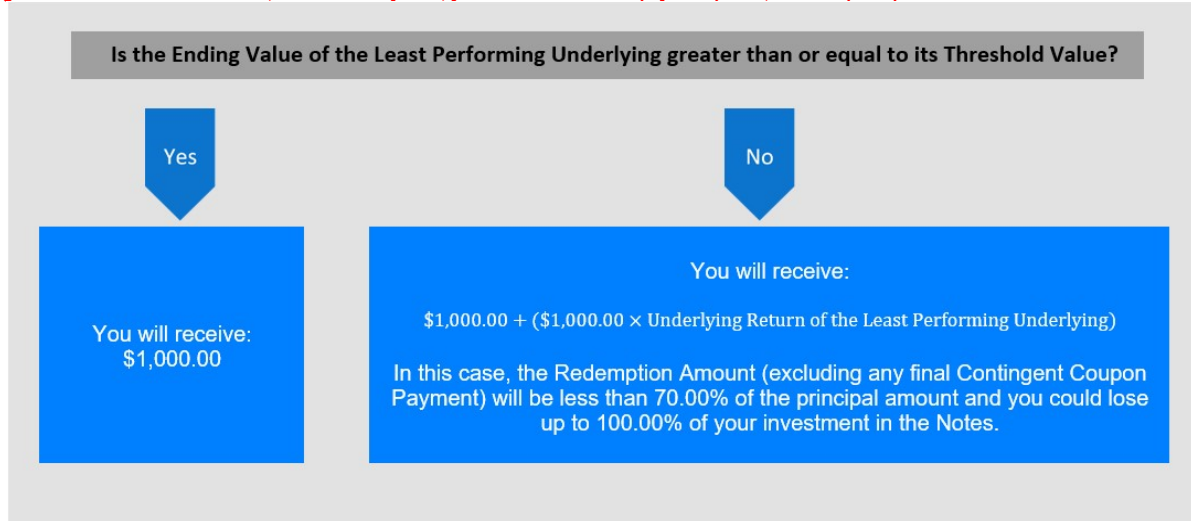 Is the Ending Value of the Least Performing Underlying greater than or equal to its Threshold Value?
Yes
No
You will receive:
$1,000.00
You will receive:
$1,000.00 + ($1,000.00 × Underlying Return of the Least Performing Underlying)
In this case, the Redemption Amount (excluding any final Contingent Coupon
Payment) will be less than 70.00% of the principal amount and you could lose
up to 100.00% of your investment in the Notes.